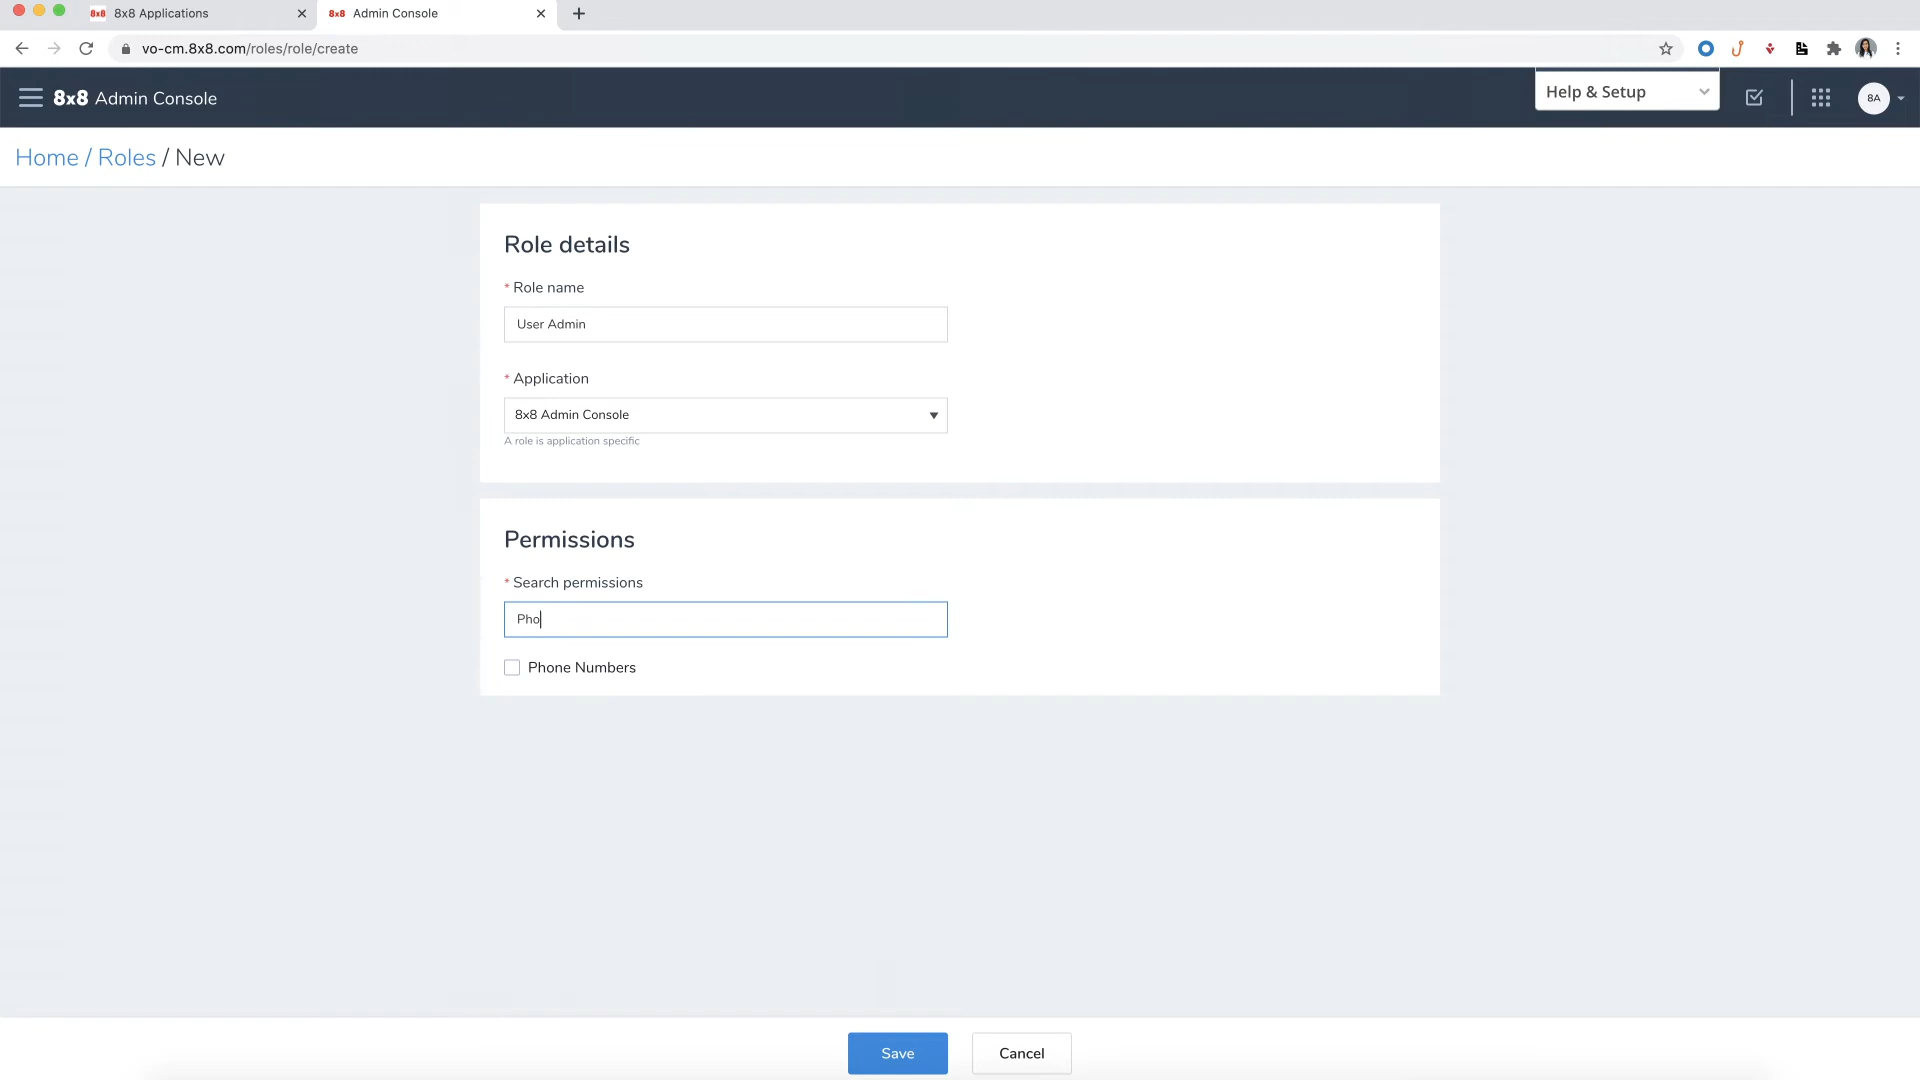 8x8 8x8 Applications
8x8 Admin Console
vo-cm.8x8.com/roles/role/create
8x8 Admin Console
Help & Setup
8A
Home / Roles / New
Role details
* Role name
User Admin
* Application
8x8 Admin Console
A role is application specific
Permissions
* Search permissions
Pho
Phone Numbers
Save
Cancel